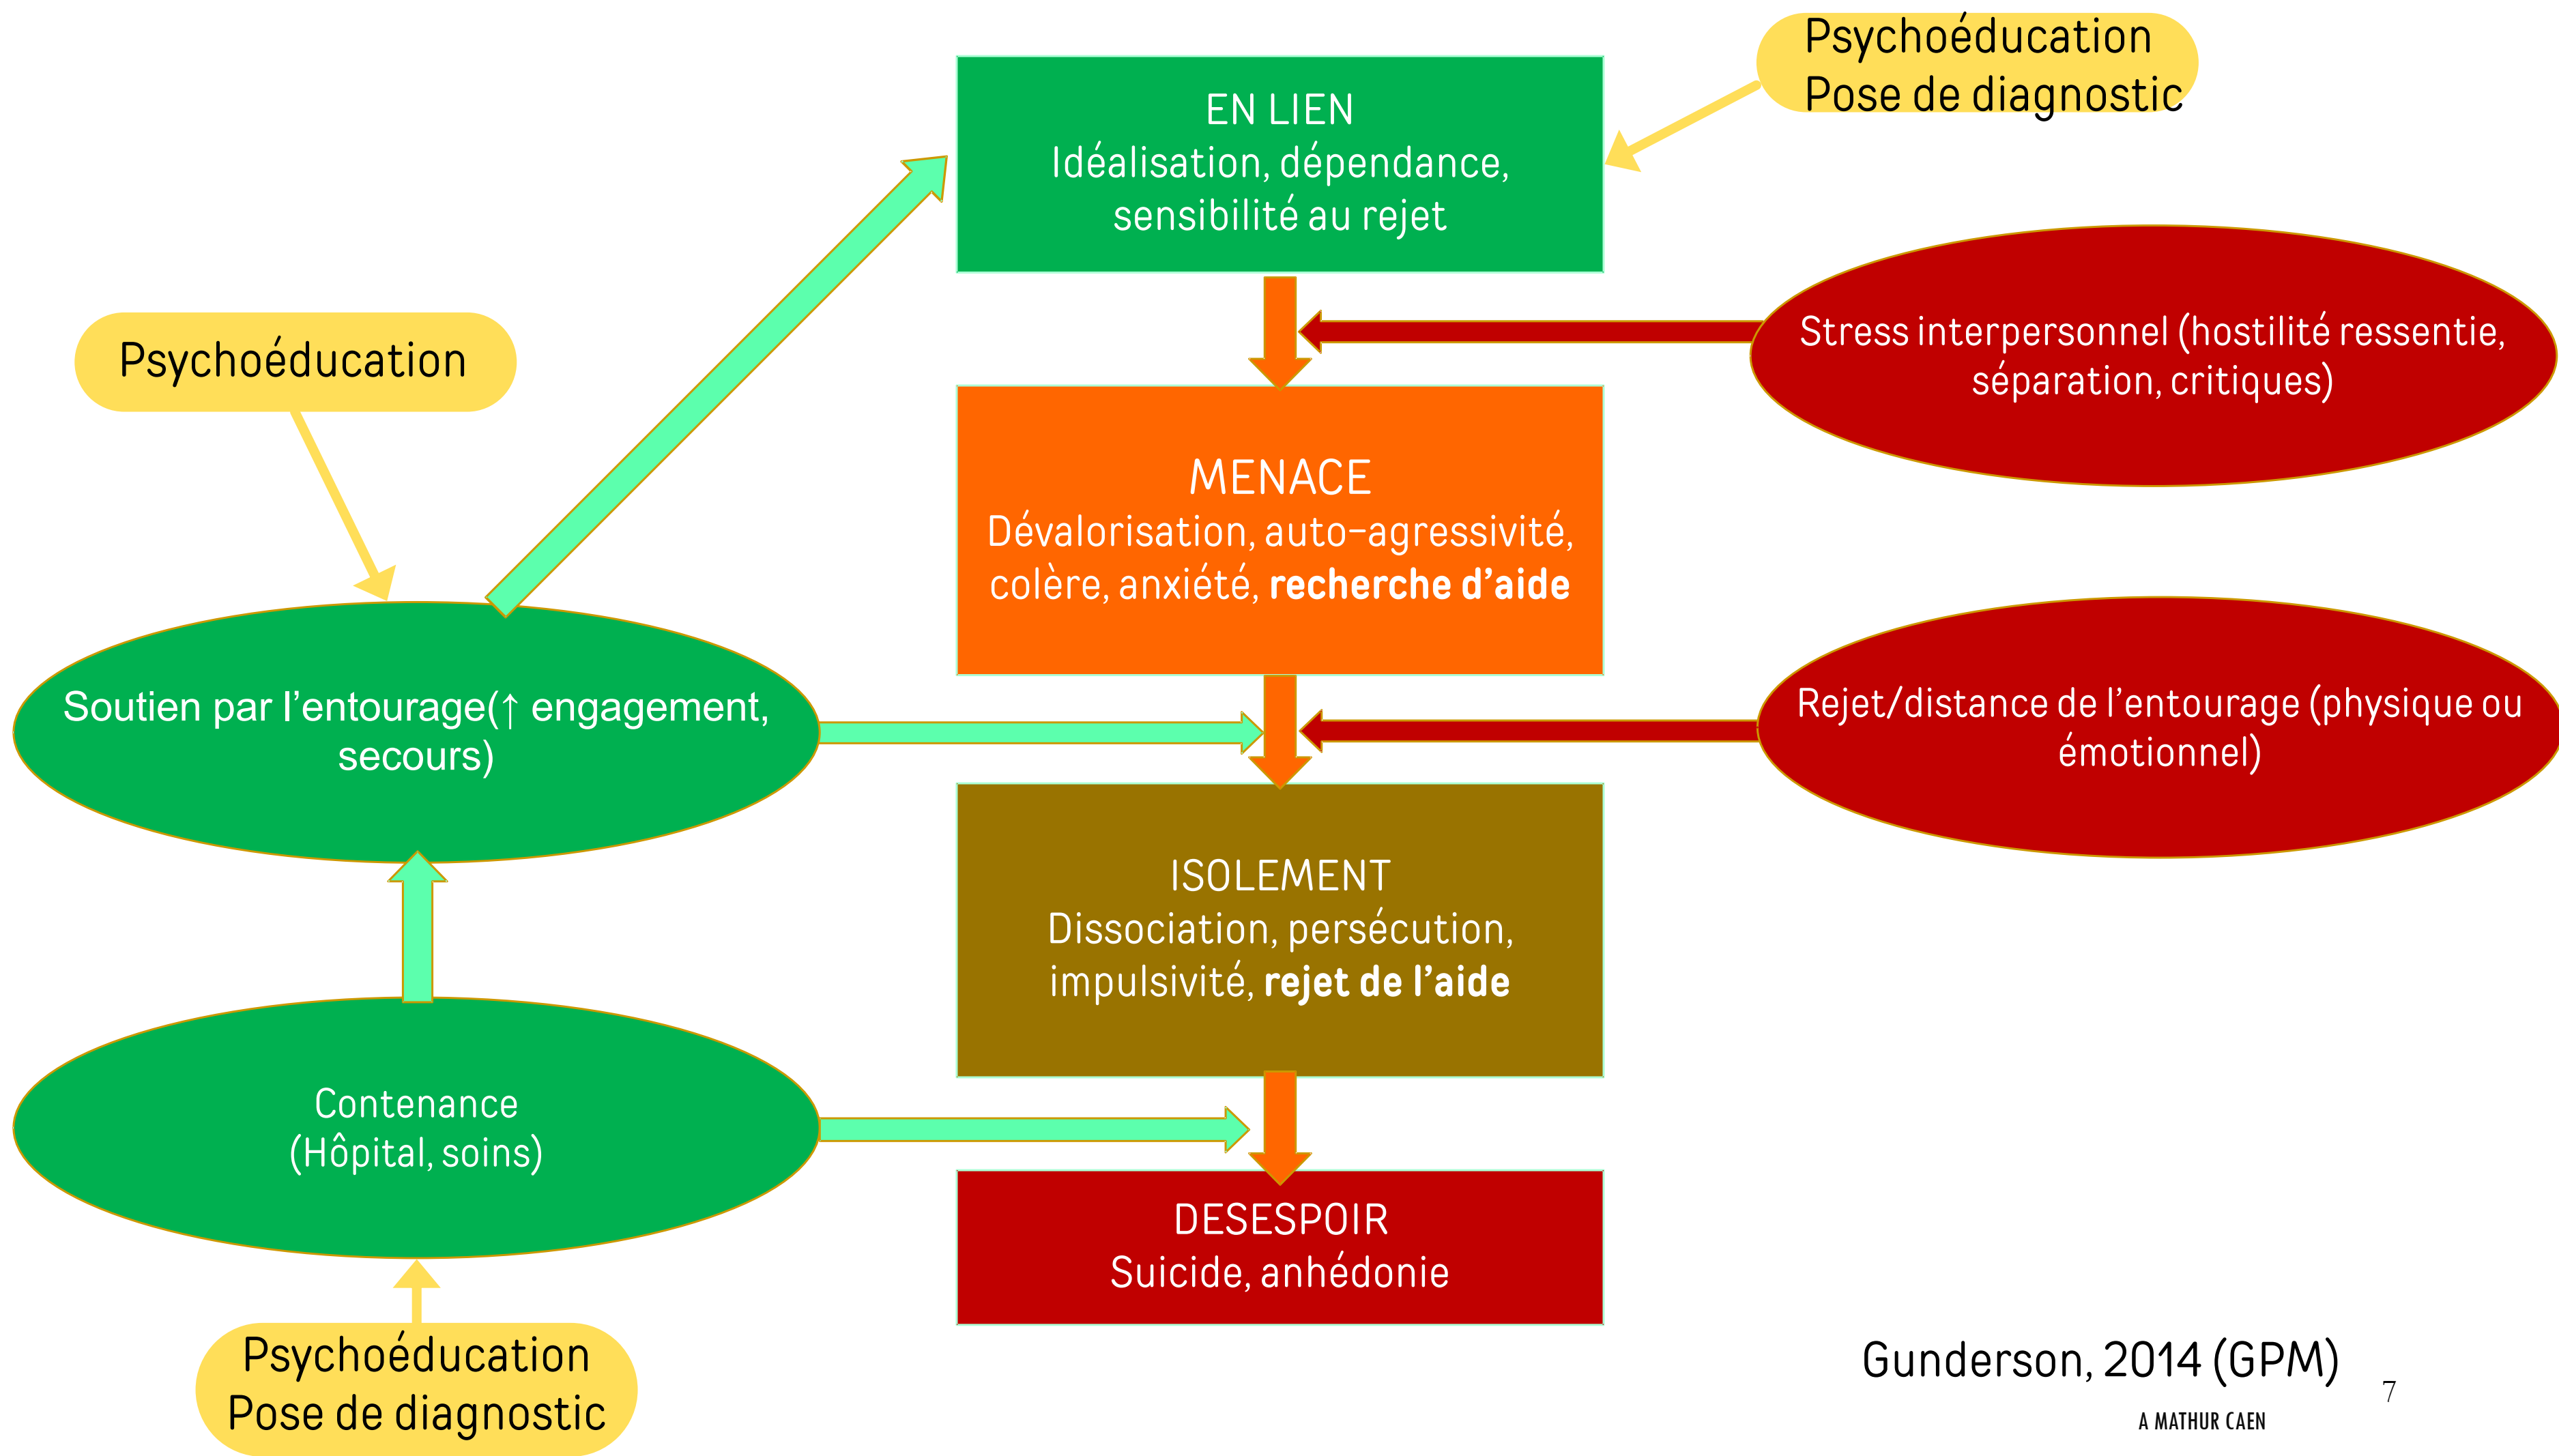 Psychoéducation
Pose de diagnostic
EN LIEN
Idéalisation, dépendance,
sensibilité au rejet
Stress interpersonnel (hostilité ressentie,
séparation, critiques)
Psychoéducation
MENACE
Dévalorisation, auto-agressivité,
colère, anxiété, recherche d’aide
Soutien par l’entourage(↑ engagement,
secours)
Rejet/distance de l’entourage (physique ou
émotionnel)
ISOLEMENT
Dissociation, persécution,
impulsivité, rejet de l’aide
Contenance
(Hôpital, soins)
DESESPOIR
Suicide, anhédonie
Psychoéducation
Pose de diagnostic
Gunderson, 2014 (GPM)
7
A MATHUR CAEN